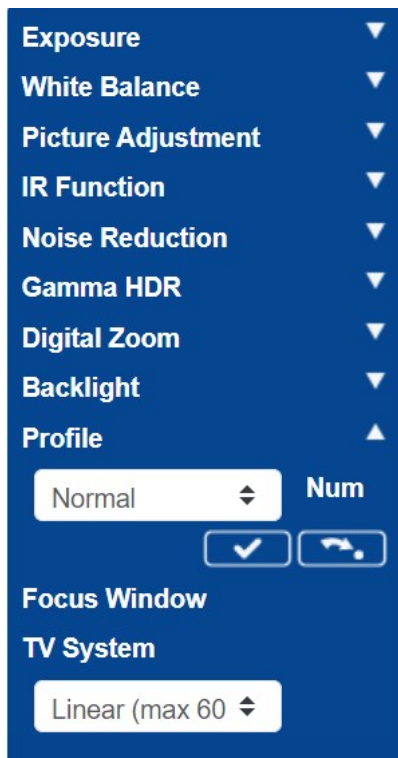 Exposure
White Balance
Picture Adjustment
IR Function
Noise Reduction
Gamma HDR
Digital Zoom
Backlight
Profile
Normal
Num
Focus Window
TV System
Linear (max 60